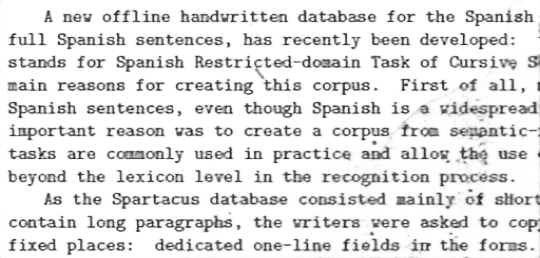 A new offline handwritten database for the Spanish
full Spanish sentences, has recently been developed:
stands for Spanish Restricted-domain Task of Cursive
main reasons for creating this corpus. First of all,
Spanish sentences, even though Spanish is a widespread
important reason was to create a corpus from semantic-
tasks are commonly used in practice and allow the use
beyond the lexicon level in the recognition process.
As the Spartacus database consisted mainly of short
contain long paragraphs, the writers were asked to copy
fixed places: dedicated one-line fields in the forms.